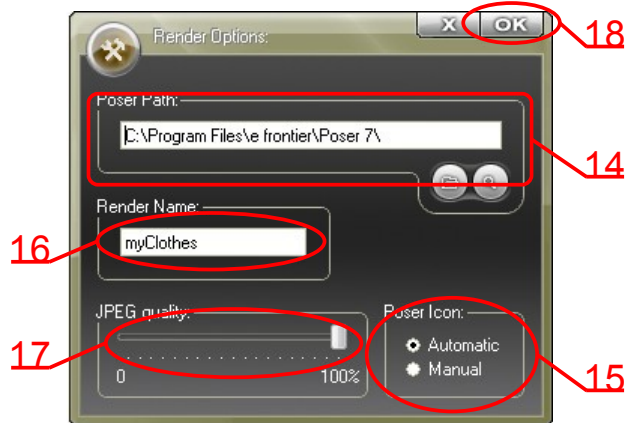 Render Options:
X OK
18
Poser Path:
C:\Program Files\e frontier\Poser 7\
14
Render Name:
16
myClothes
JPEG quality:
Poser Icon:
17
Automatic
Manual
15
0 100%